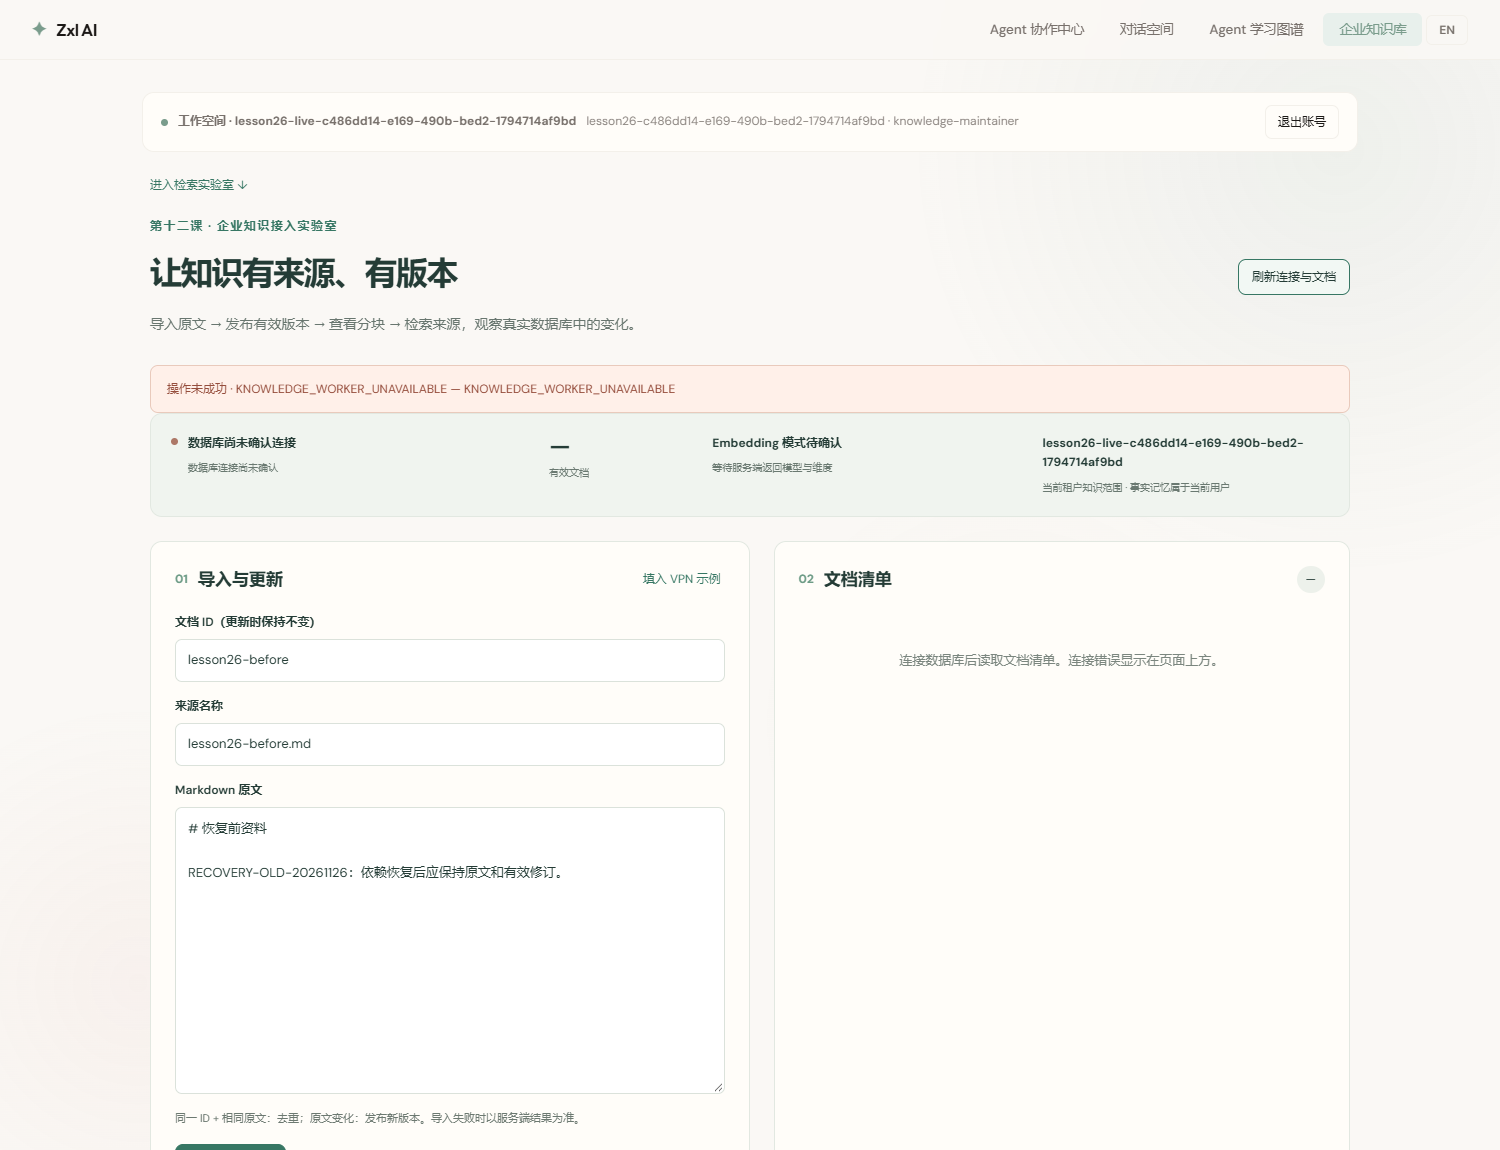 Zxl AI
Agent 协作中心
对话空间
Agent 学习图谱
企业知识库
EN
工作空间 · lesson26-live-c486dd14-e169-490b-bed2-1794714af9bd lesson26-c486dd14-e169-490b-bed2-1794714af9bd · knowledge-maintainer
退出账号
进入检索实验室 ↓
第十二课 · 企业知识接入实验室
让知识有来源、有版本
刷新连接与文档
导入原文 → 发布有效版本 → 查看分块 → 检索来源，观察真实数据库中的变化。
操作未成功 · KNOWLEDGE_WORKER_UNAVAILABLE — KNOWLEDGE_WORKER_UNAVAILABLE
数据库尚未确认连接
数据库连接尚未确认
—
有效文档
Embedding 模式待确认
等待服务端返回模型与维度
lesson26-live-c486dd14-e169-490b-bed2-
1794714af9bd
当前租户知识范围 · 事实记忆属于当前用户
01 导入与更新
填入 VPN 示例
文档 ID（更新时保持不变）
lesson26-before
来源名称
lesson26-before.md
Markdown 原文
# 恢复前资料
RECOVERY-OLD-20261126：依赖恢复后应保持原文和有效修订。
同一 ID + 相同原文：去重；原文变化：发布新版本。导入失败时以服务端结果为准。
02 文档清单
—
连接数据库后读取文档清单。连接错误显示在页面上方。